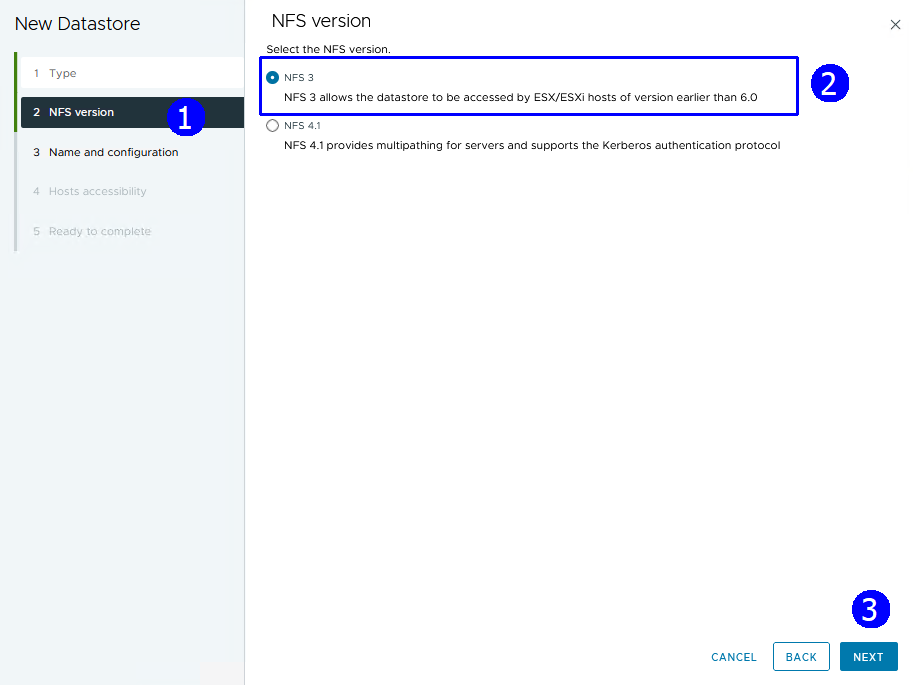 New Datastore
1 Type
2 NFS version
1
3 Name and configuration
4 Hosts accessibility
5 Ready to complete
NFS version
Select the NFS version.
NFS 3
NFS 3 allows the datastore to be accessed by ESX/ESXi hosts of version earlier than 6.0
2
NFS 4.1
NFS 4.1 provides multipathing for servers and supports the Kerberos authentication protocol
3
CANCEL BACK NEXT